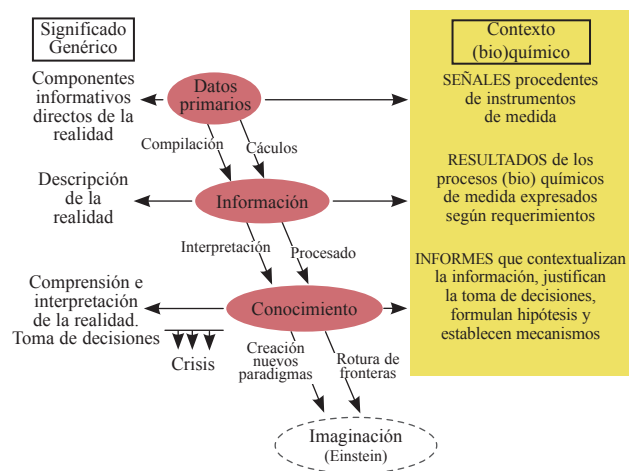 Significado
Genérico
Contexto
(bio)químico
Componentes
informativos
directos de la
realidad
Datos
primarios
SEÑALES procedentes
de instrumentos
de medida
Compilación
Cáculos
Descripción
de la
realidad
Información
RESULTADOS de los
procesos (bio) químicos
de medida expresados
según requerimientos
Interpretación
Procesado
Comprensión e
interpretación
de la realidad.
Toma de decisiones
Conocimiento
INFORMES que contextualizan
la información, justifican
la toma de decisiones,
formulan hipótesis y
establecen mecanismos
Crisis
Creación
nuevos
paradigmas
Rotura de
fronteras
Imaginación
(Einstein)